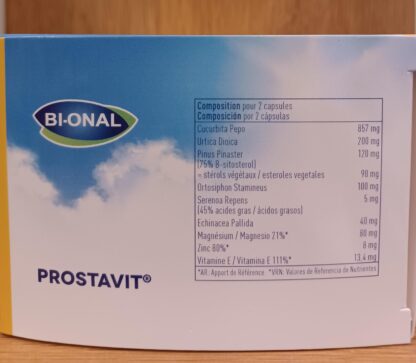 BI-ONAL
Composition pour 2 capsules
Composición por 2 cápsulas
Cucurbita Pepo 857 mg
Urtica Dioica 200 mg
Pinus Pinaster 120 mg
(75% B-sitosterol)
= stérols végétaux / esteroles vegetales 90 mg
Ortosiphon Stamineus 100 mg
Serenoa Repens 5 mg
(45% acides gras / ácidos grasos)
Echinacea Pallida 40 mg
Magnésium / Magnesio 21%* 80 mg
Zinc 80%* 8 mg
Vitamine E / Vitamina E 111%* 13,4 mg
*AR: Apport de Référence *VRN: Valores de Referencia de Nutrientes
PROSTAVIT®